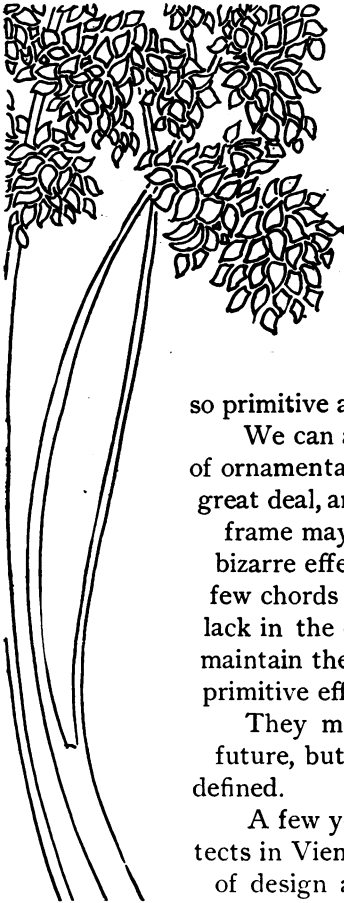 so primitive a
We can a
of ornamenta
great deal, an
frame may
bizarre effe
few chords
lack in the
maintain the
primitive eff
They m
future, but
defined.
A few y
tects in Vien
of design a